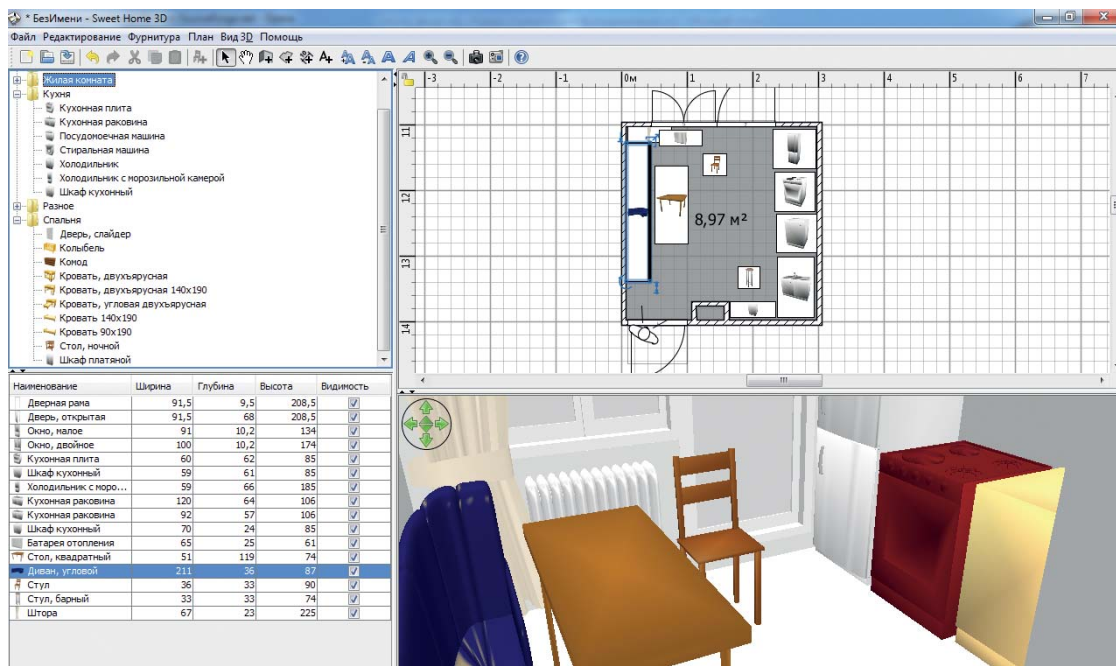 * БезИмени - Sweet Home 3D
Файл Редактирование Фурнитура План Вид 3D Помощь
Жилая комната
Кухня
Кухонная плита
Кухонная раковина
Посудомоечная машина
Стиральная машина
Холодильник
Холодильник с морозильной камерой
Шкаф кухонный
Разное
Спальня
Дверь, слайдер
Колыбель
Комод
Кровать, двухъярусная
Кровать, двухъярусная 140x190
Кровать, угловая двухъярусная
Кровать 140x190
Кровать 90x190
Стол, ночной
Шкаф платяной
-3 -2 -1 0м 1 2 3 4 5 6 7
11
12
13
14
8,97 м²
Наименование Ширина Глубина Высота Видимость
Дверная рама 91,5 9,5 208,5
Дверь, открытая 91,5 68 208,5
Окно, малое 91 10,2 134
Окно, двойное 100 10,2 174
Кухонная плита 60 62 85
Шкаф кухонный 59 61 85
Холодильник с моро... 59 66 185
Кухонная раковина 120 64 106
Кухонная раковина 92 57 106
Шкаф кухонный 70 24 85
Батарея отопления 65 25 61
Стол, квадратный 51 119 74
Диван, угловой 211 36 87
Стул 36 33 90
Стул, барный 33 33 74
Штора 67 23 225